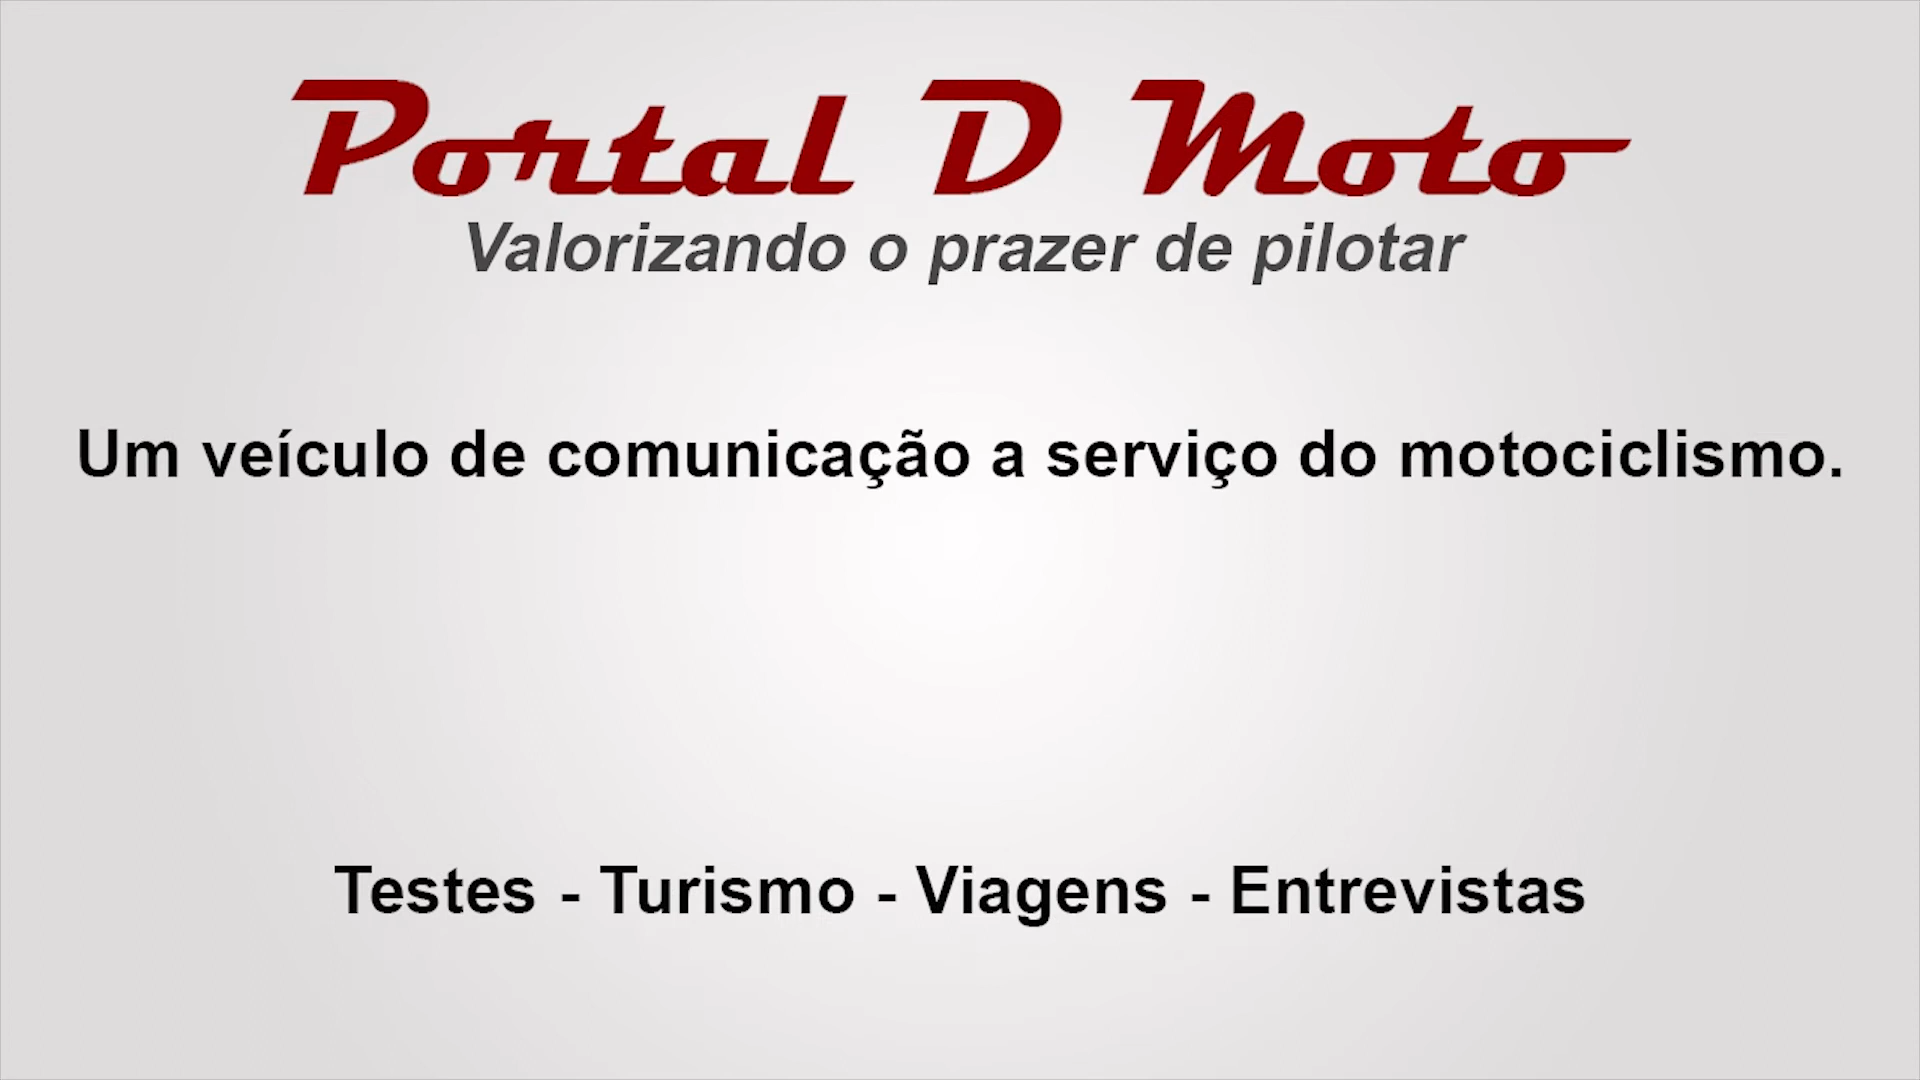 Portal D Moto
Valorizando o prazer de pilotar
Um veículo de comunicação a serviço do motociclismo.
Testes - Turismo - Viagens - Entrevistas